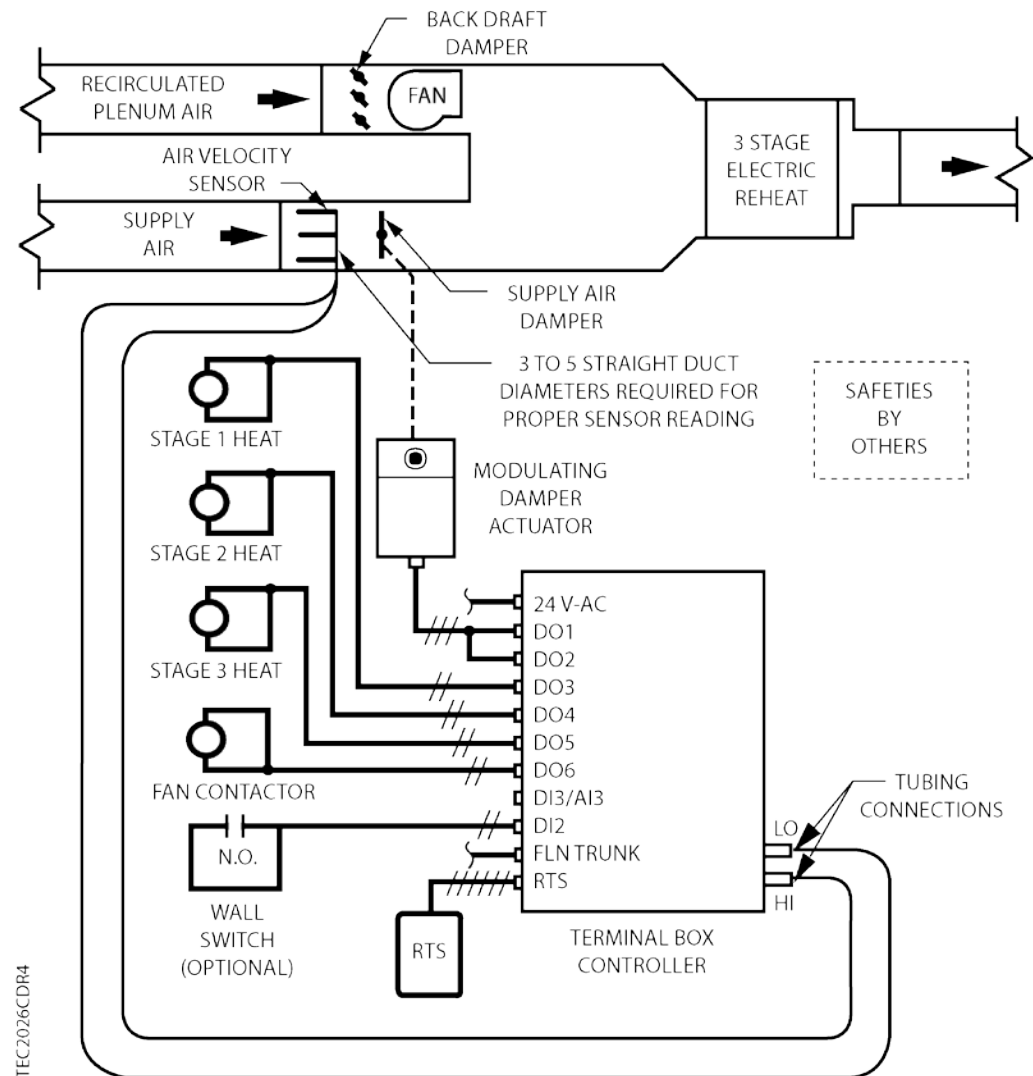 BACK DRAFT
DAMPER
RECIRCULATED
PLENUM AIR
FAN
AIR VELOCITY
SENSOR
3 STAGE
ELECTRIC
REHEAT
SUPPLY
AIR
SUPPLY AIR
DAMPER
3 TO 5 STRAIGHT DUCT
DIAMETERS REQUIRED FOR
PROPER SENSOR READING
SAFETIES
BY
OTHERS
STAGE 1 HEAT
MODULATING
DAMPER
ACTUATOR
STAGE 2 HEAT
STAGE 3 HEAT
FAN CONTACTOR
24 V-AC
DO1
DO2
DO3
DO4
DO5
DO6
DI3/AI3
DI2
FLN TRUNK
RTS
TUBING
CONNECTIONS
LO
HI
N.O.
WALL
SWITCH
(OPTIONAL)
RTS
TERMINAL BOX
CONTROLLER
TEC2026CDR4